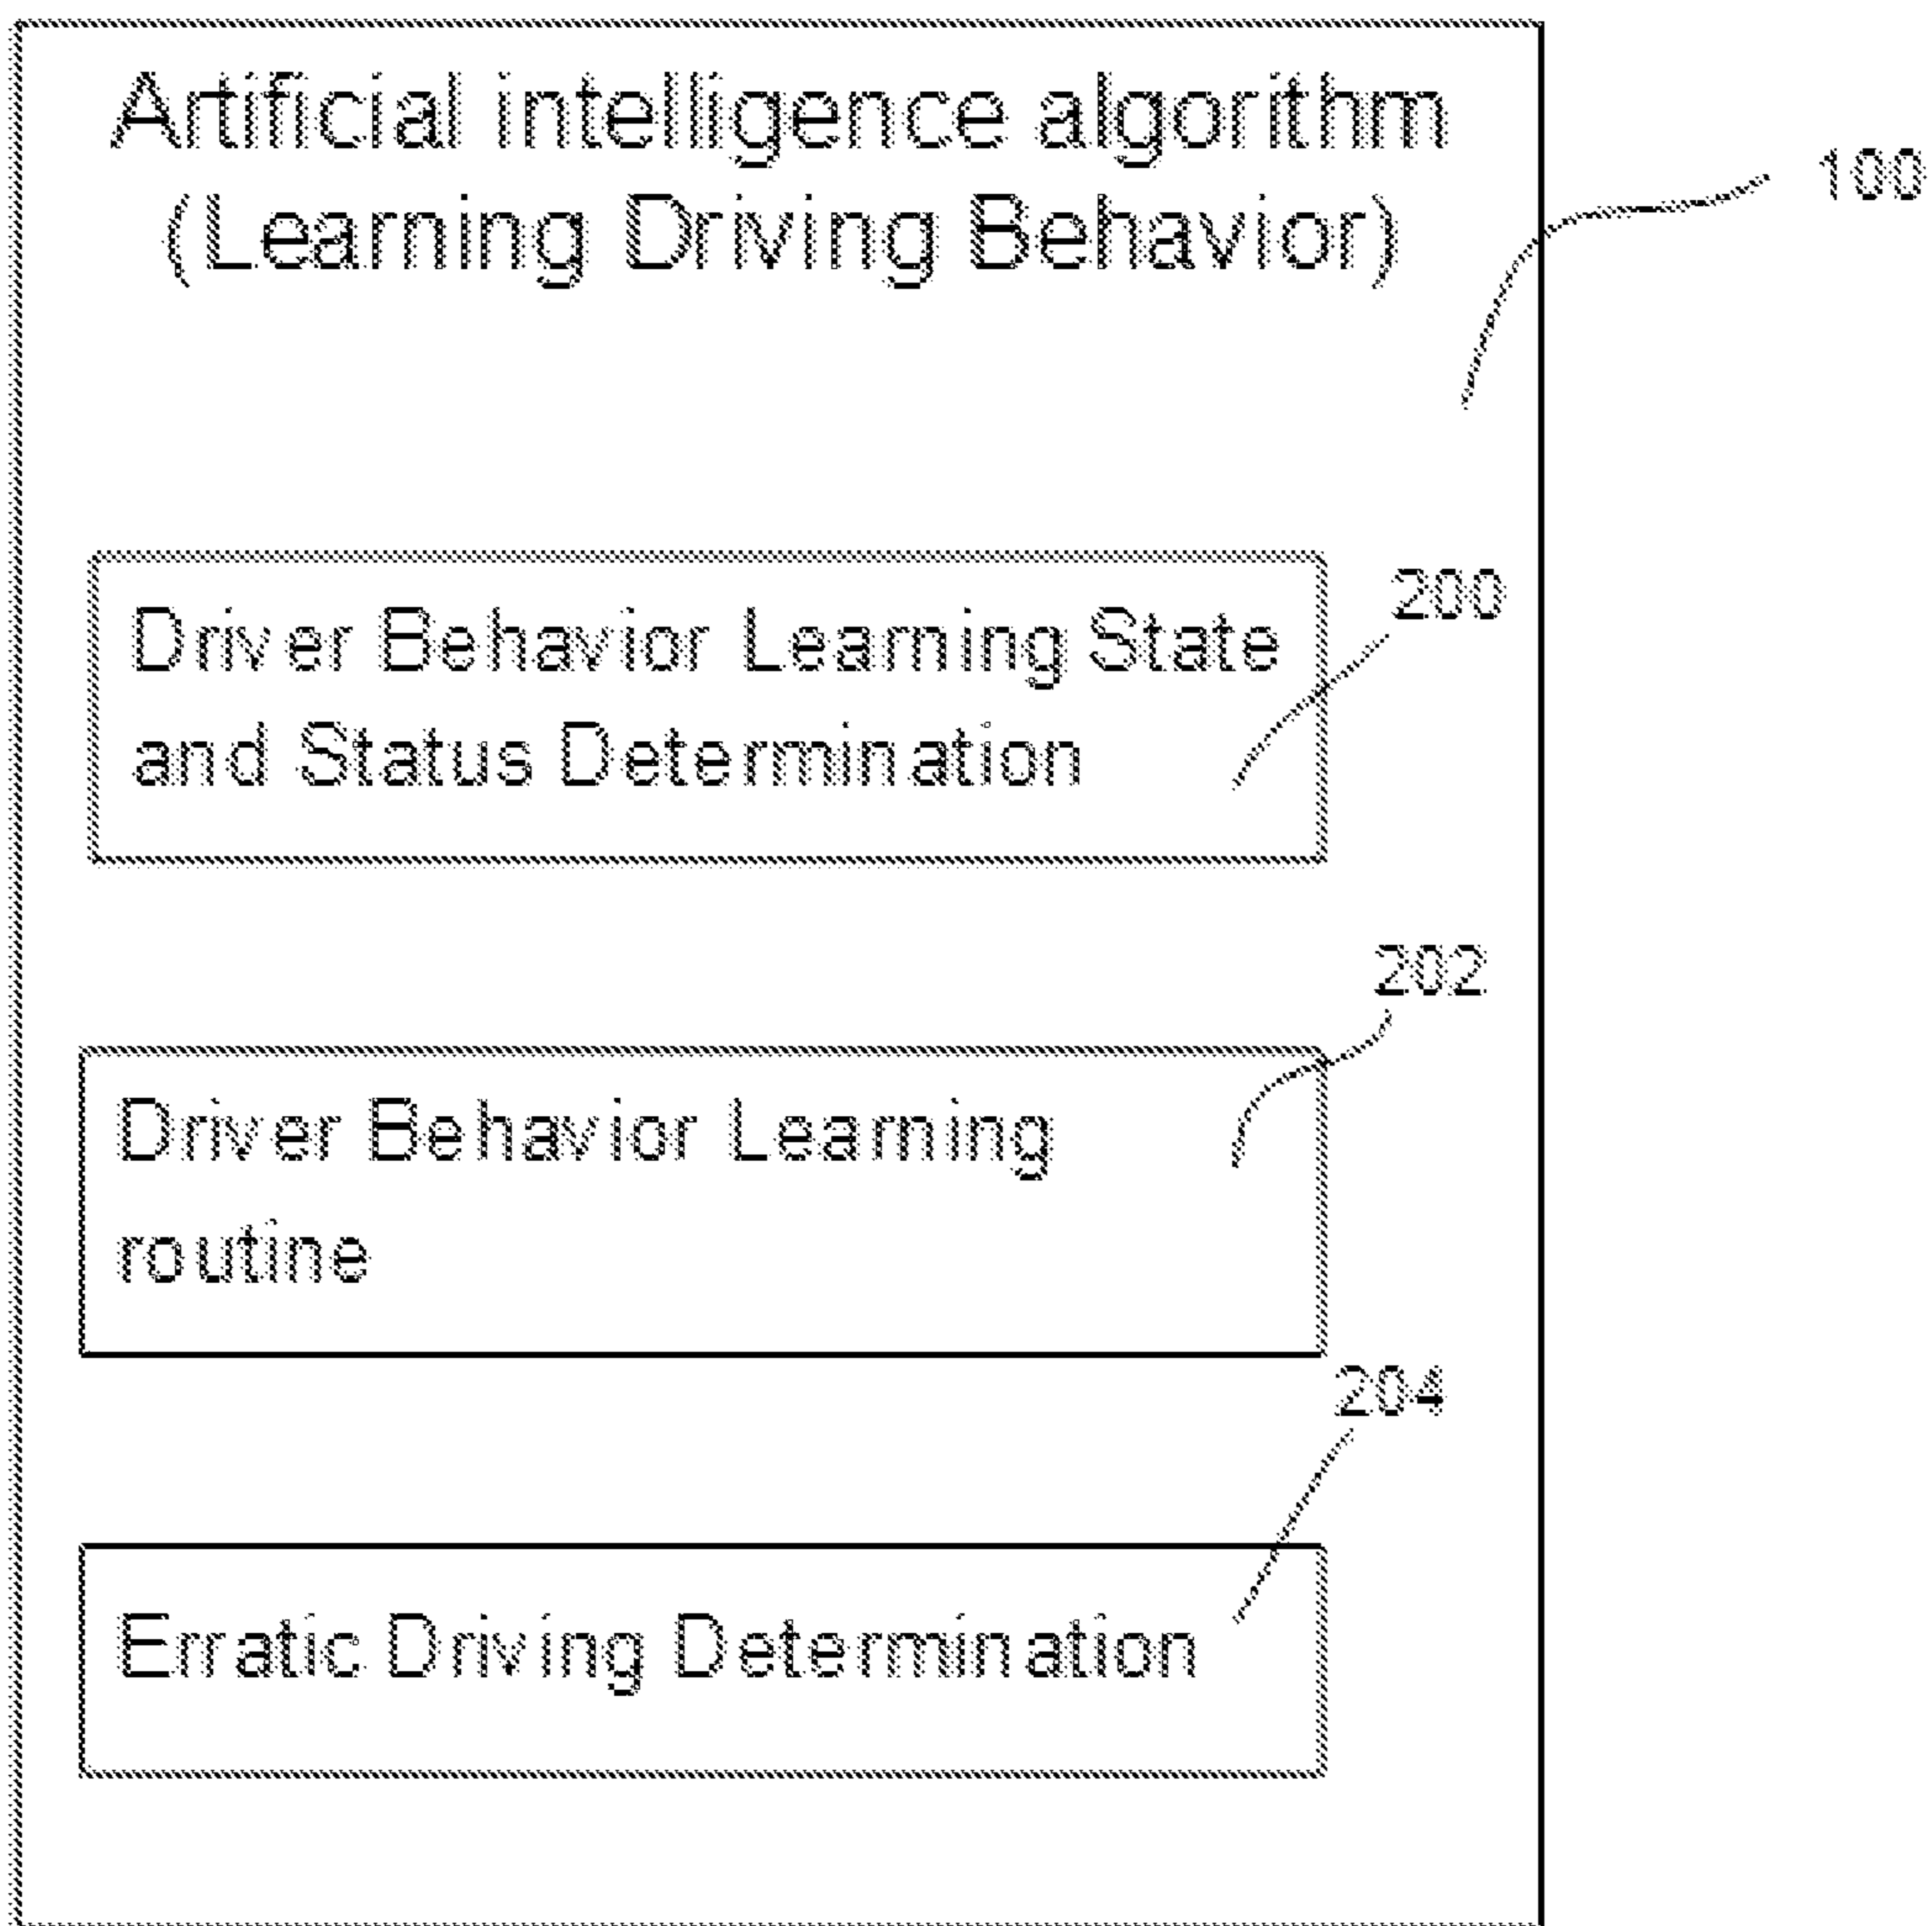 Artificial intelligence algorithm
(Learning Driving Behavior)
100
Driver Behavior Learning State
and Status Determination
200
202
Driver Behavior Learning
routine
204
Erratic Driving Determination